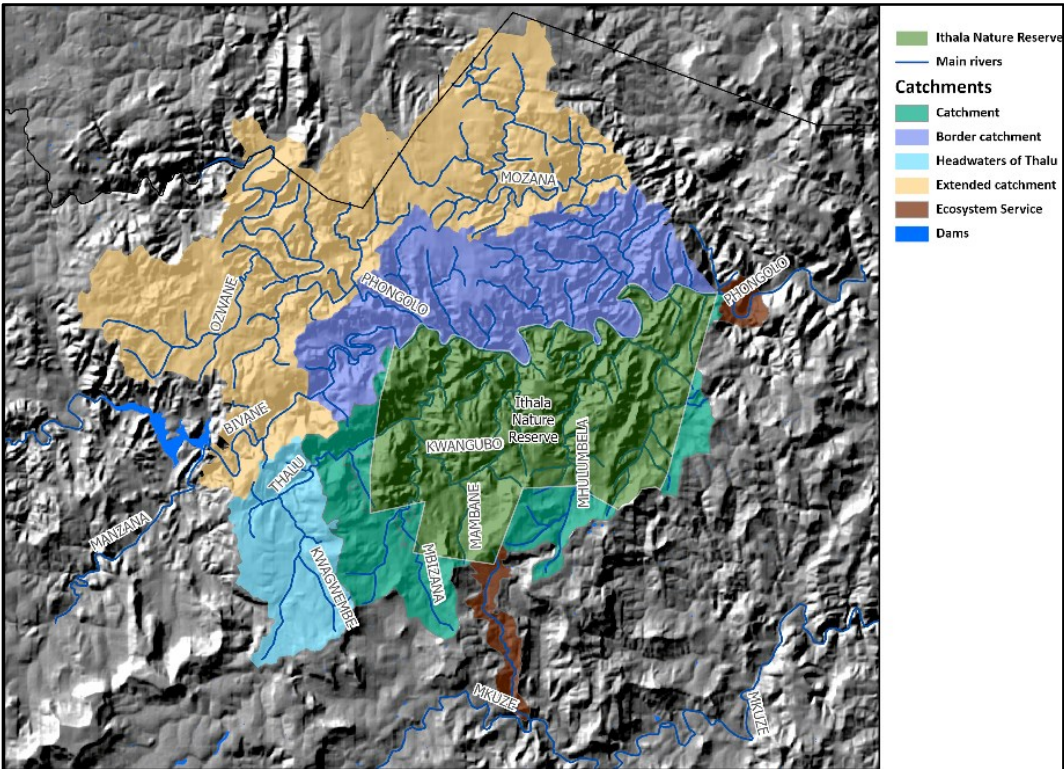 Ithala Nature Reserve
Main rivers
Catchments
Catchment
Border catchment
Headwaters of Thalu
Extended catchment
Ecosystem Service
Dams
MOZANA
PHONGOLO
PHONGOLO
OZWANE
BIVANE
Ithala
Nature
Reserve
KWANGUBO
MHULUMBELA
THALU
MAMBANE
MANZANA
KWAGWEMBE
MBIZANA
MKUZE
MKUZE